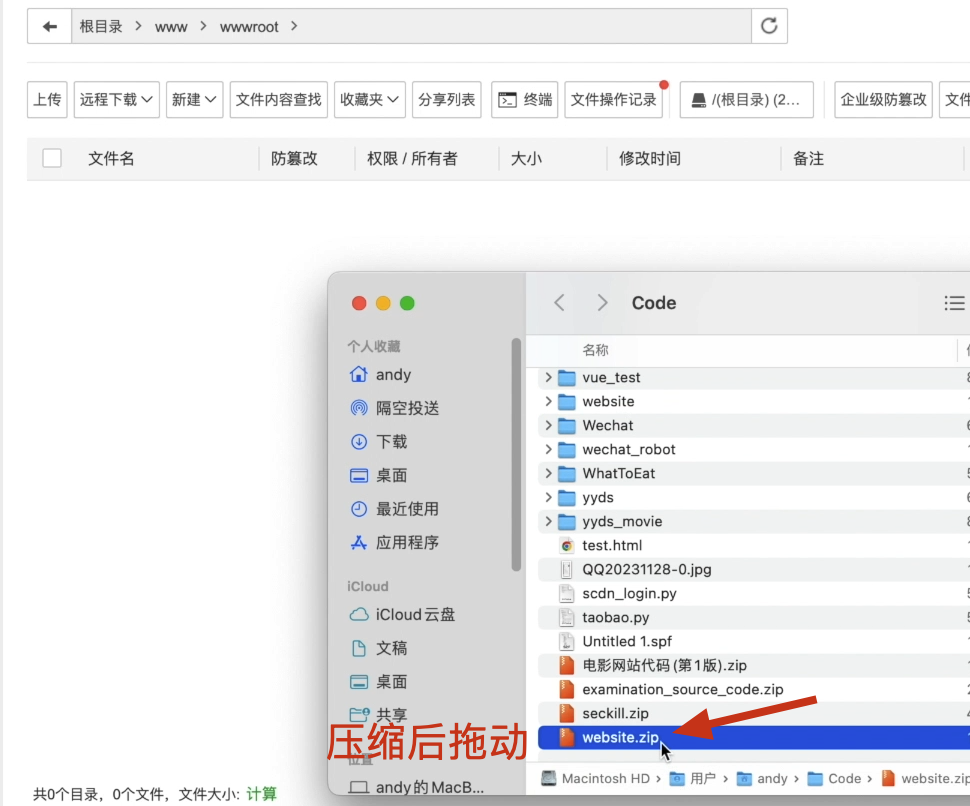 根目录 > www > wwwroot >
上传 远程下载 新建 文件内容查找 收藏夹 分享列表 终端 文件操作记录 /(根目录) (2... 企业级防篡改 文件
文件名 防篡改 权限 / 所有者 大小 修改时间 备注
Code
个人收藏
andy
隔空投送
下载
桌面
最近使用
应用程序
iCloud
iCloud云盘
文稿
桌面
共享
位置
andy的MacB...
名称
vue_test
website
Wechat
wechat_robot
WhatToEat
yyds
yyds_movie
test.html
QQ20231128-0.jpg
scdn_login.py
taobao.py
Untitled 1.spf
电影网站代码(第1版).zip
examination_source_code.zip
seckill.zip
website.zip
压缩后拖动
Macintosh HD > 用户 > andy > Code > website.zip
共0个目录，0个文件，文件大小: 计算